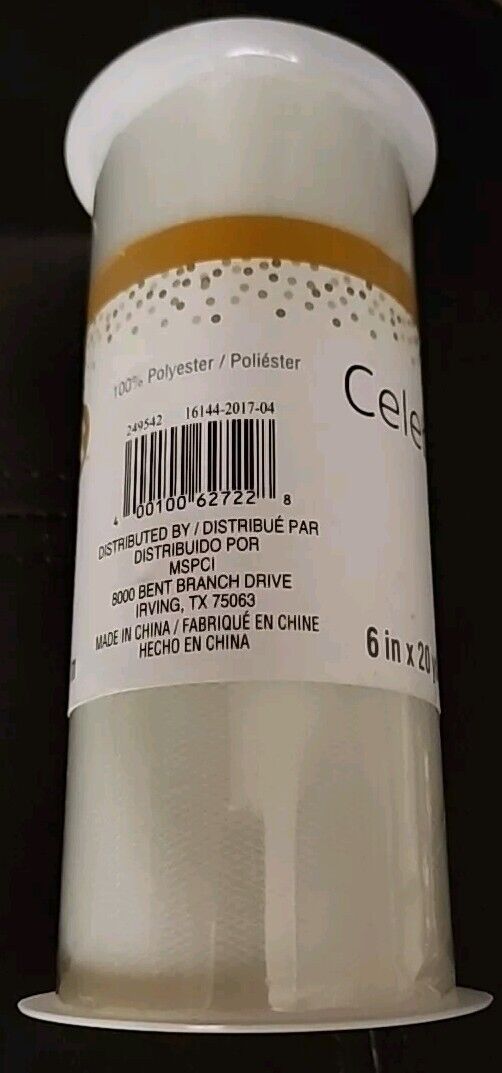 100% Polyester / Poliéster
249542 16144-2017-04
4 00100 62722 8
DISTRIBUTED BY / DISTRIBUÉ PAR
DISTRIBUIDO POR
MSPCI
8000 BENT BRANCH DRIVE
IRVING, TX 75063
MADE IN CHINA / FABRIQUÉ EN CHINE
HECHO EN CHINA
Cele
6 in x 20